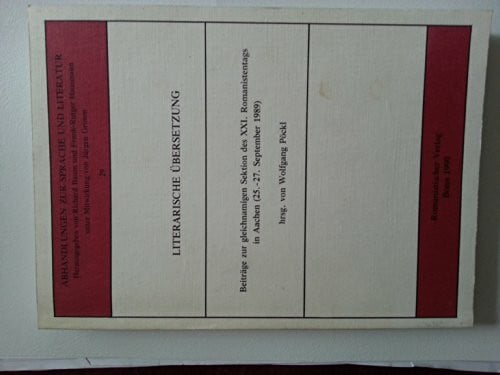 ABHANDLUNGEN ZUR SPRACHE UND LITERATUR
Herausgegeben von Richard Baum und Frank-Rutger Hausmann
unter Mitwirkung von Jürgen Grimm
29
LITERARISCHE ÜBERSETZUNG
Beiträge zur gleichnamigen Sektion des XXI. Romanistentags
in Aachen (25.-27. September 1989)
hrsg. von Wolfgang Pöckl
Romanistischer Verlag
Bonn 1990